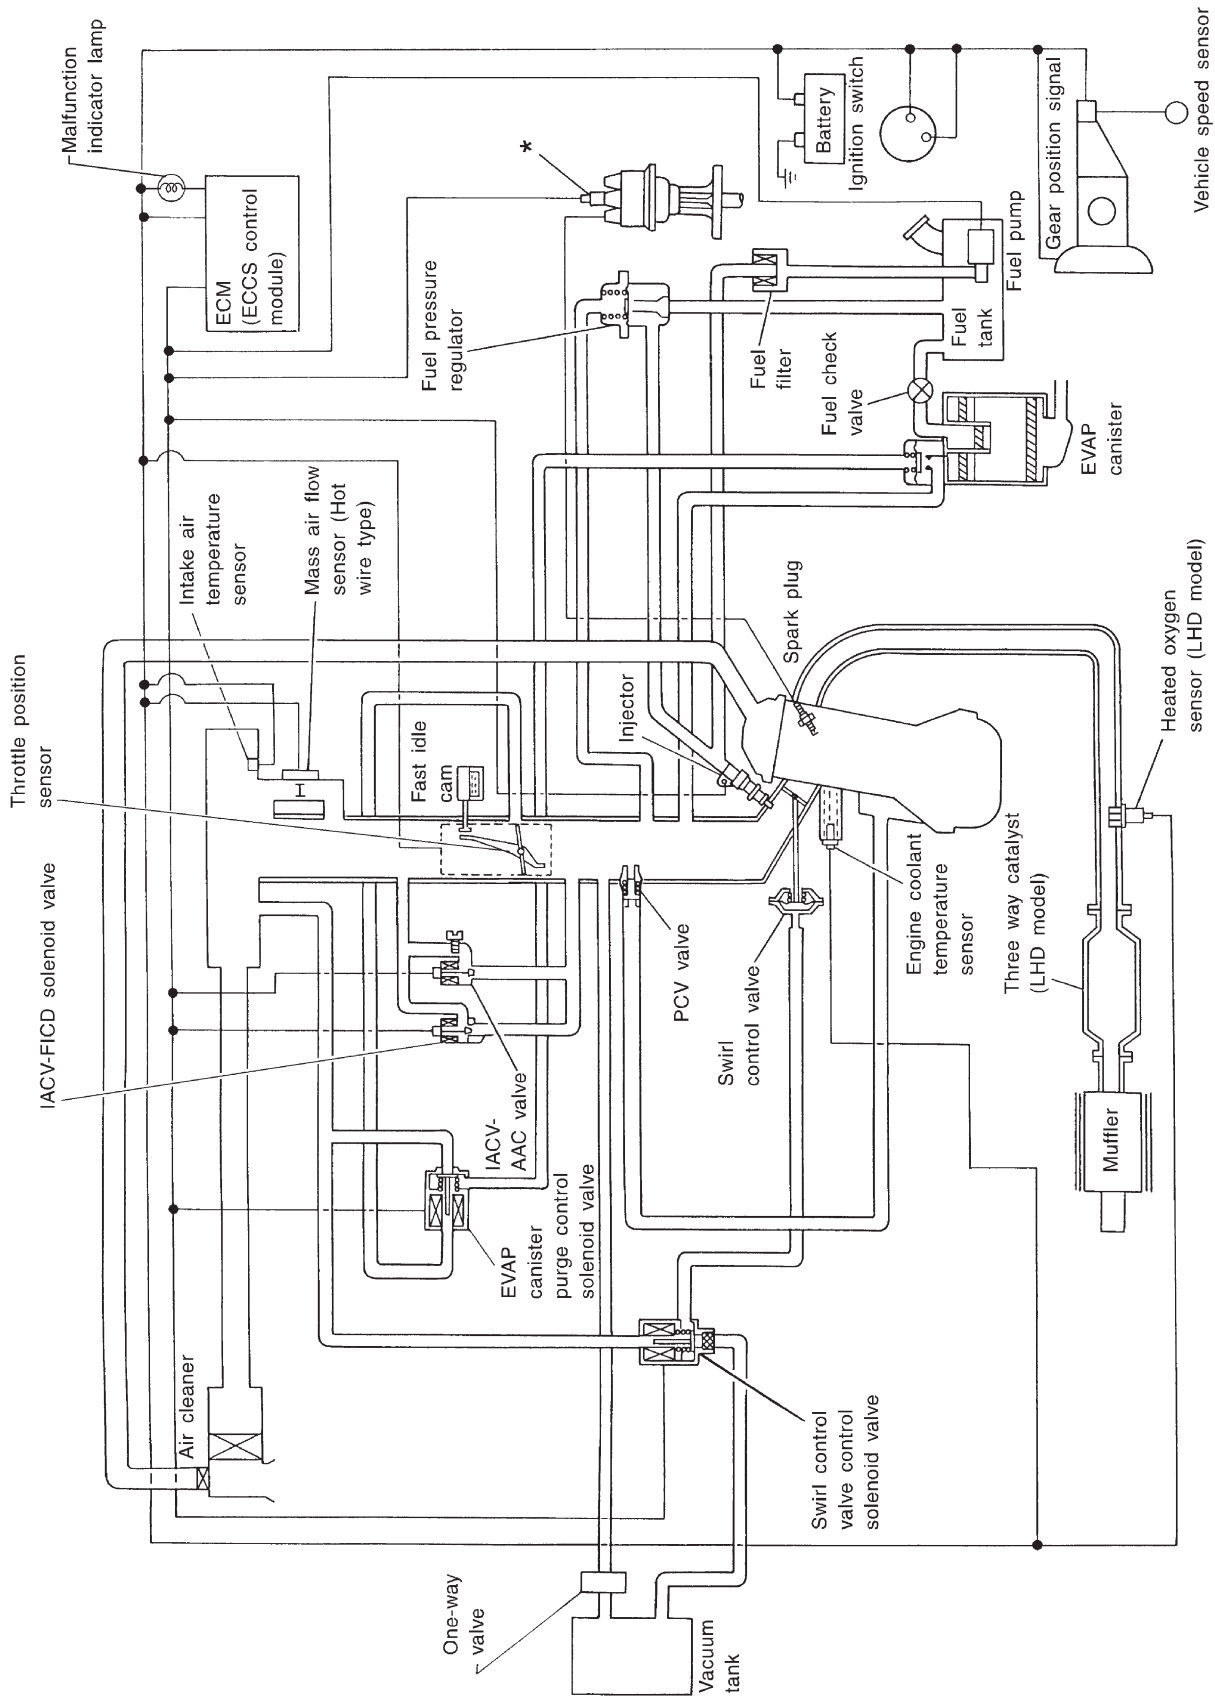 Malfunction
indicator lamp
ECM
(ECCS control
module)
Battery
Ignition switch
Gear position signal
Vehicle speed sensor
*
Fuel pump
Fuel
tank
Fuel pressure
regulator
Fuel
filter
Fuel check
valve
EVAP
canister
Intake air
temperature
sensor
Mass air flow
sensor (Hot
wire type)
Throttle position
sensor
Fast idle
cam
Injector
Spark plug
Heated oxygen
sensor (LHD model)
IACV-FICD solenoid valve
IACV-
AAC valve
PCV valve
Swirl
control valve
Engine coolant
temperature
sensor
Three way catalyst
(LHD model)
Muffler
EVAP
canister
purge control
solenoid valve
Air cleaner
Swirl control
valve control
solenoid valve
One-way
valve
Vacuum
tank